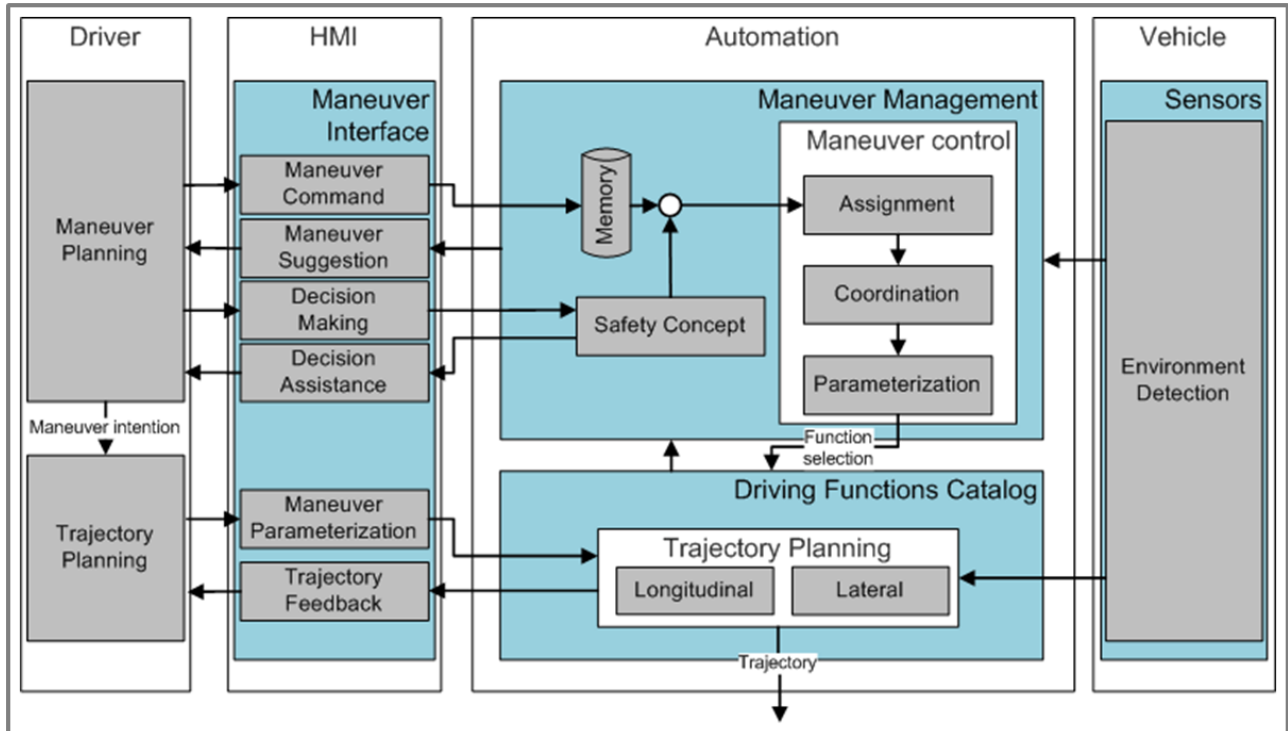 Driver
HMI
Automation
Vehicle
Maneuver
Interface
Maneuver Management
Sensors
Maneuver control
Maneuver
Planning
Maneuver
Command
Maneuver
Suggestion
Decision
Making
Decision
Assistance
Memory
Safety Concept
Assignment
Coordination
Parameterization
Environment
Detection
Maneuver intention
Function
selection
Driving Functions Catalog
Trajectory
Planning
Maneuver
Parameterization
Trajectory
Feedback
Trajectory Planning
Longitudinal
Lateral
Trajectory